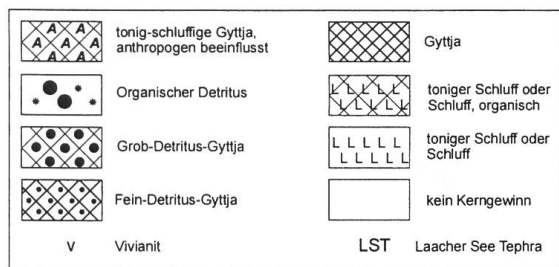 tonig-schluffige Gyttja,
anthropogen beeinflusst
Organischer Detritus
Grob-Detritus-Gyttja
Fein-Detritus-Gyttja
V Vivianit
Gyttja
toniger Schluff oder
Schluff, organisch
toniger Schluff oder
Schluff
kein Kerngewinn
LST Laacher See Tephra